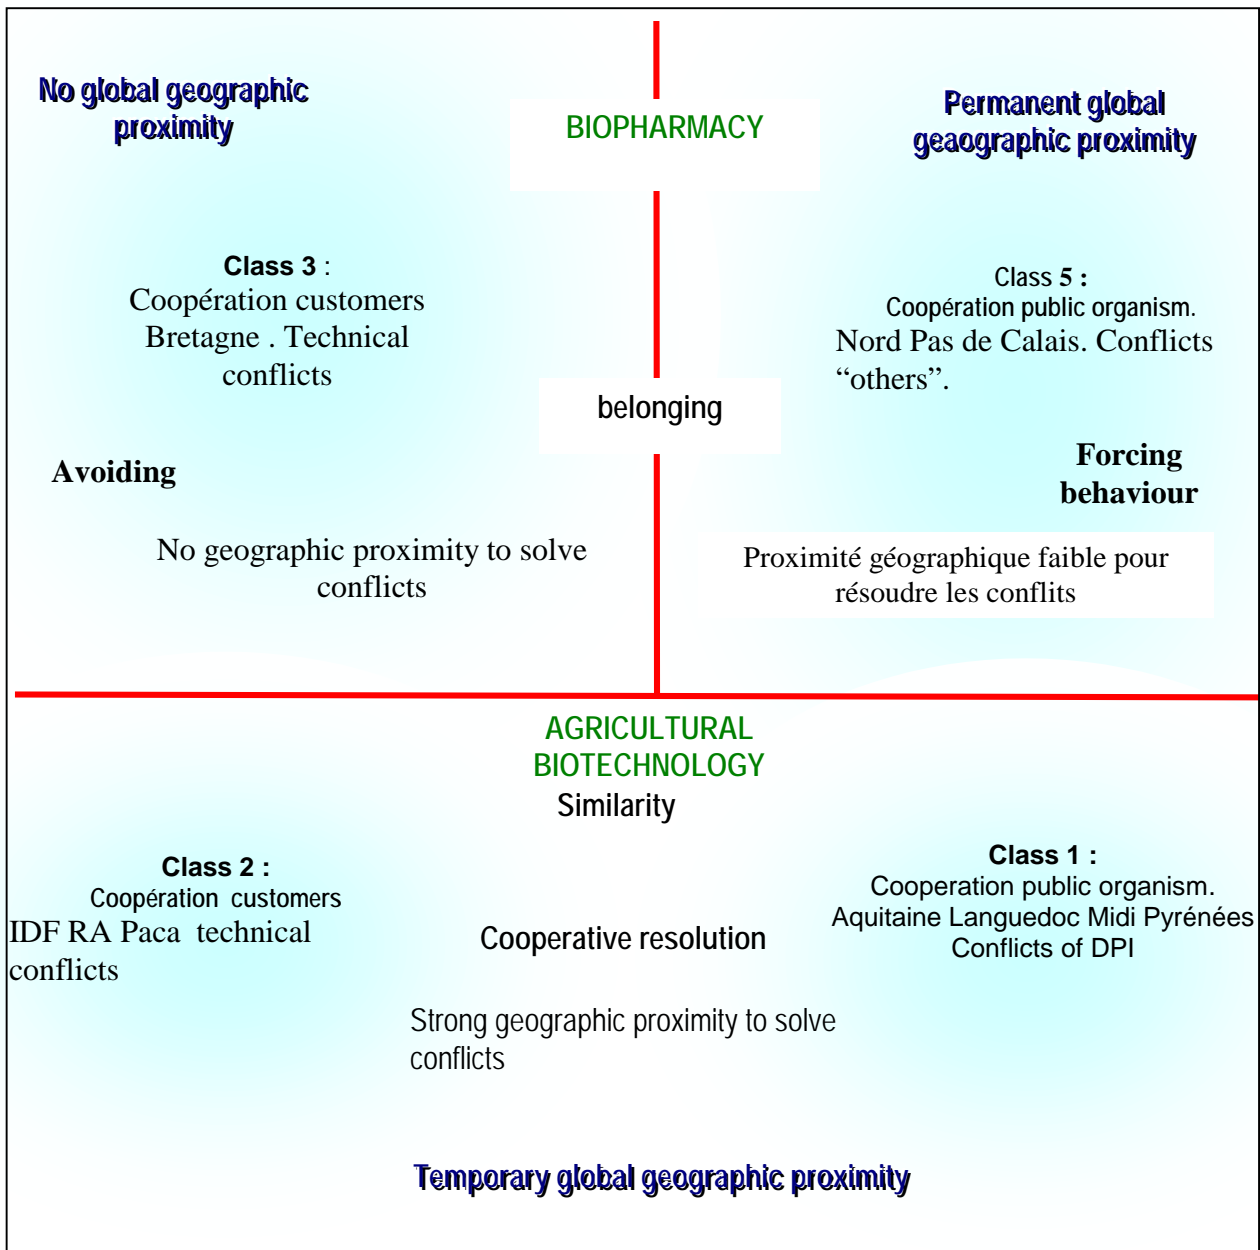 No global geographic
proximity
BIOPHARMACY
Permanent global
geaographic proximity
Class 3 :
Coopération customers
Bretagne . Technical
conflicts
Class 5 :
Coopération public organism.
Nord Pas de Calais. Conflicts
“others”.
belonging
Avoiding
Forcing
behaviour
No geographic proximity to solve
conflicts
Proximité géographique faible pour
résoudre les conflits
AGRICULTURAL
BIOTECHNOLOGY
Similarity
Class 2 :
Coopération customers
IDF RA Paca technical
conflicts
Class 1 :
Cooperation public organism.
Aquitaine Languedoc Midi Pyrénées
Conflicts of DPI
Cooperative resolution
Strong geographic proximity to solve
conflicts
Temporary global geographic proximity